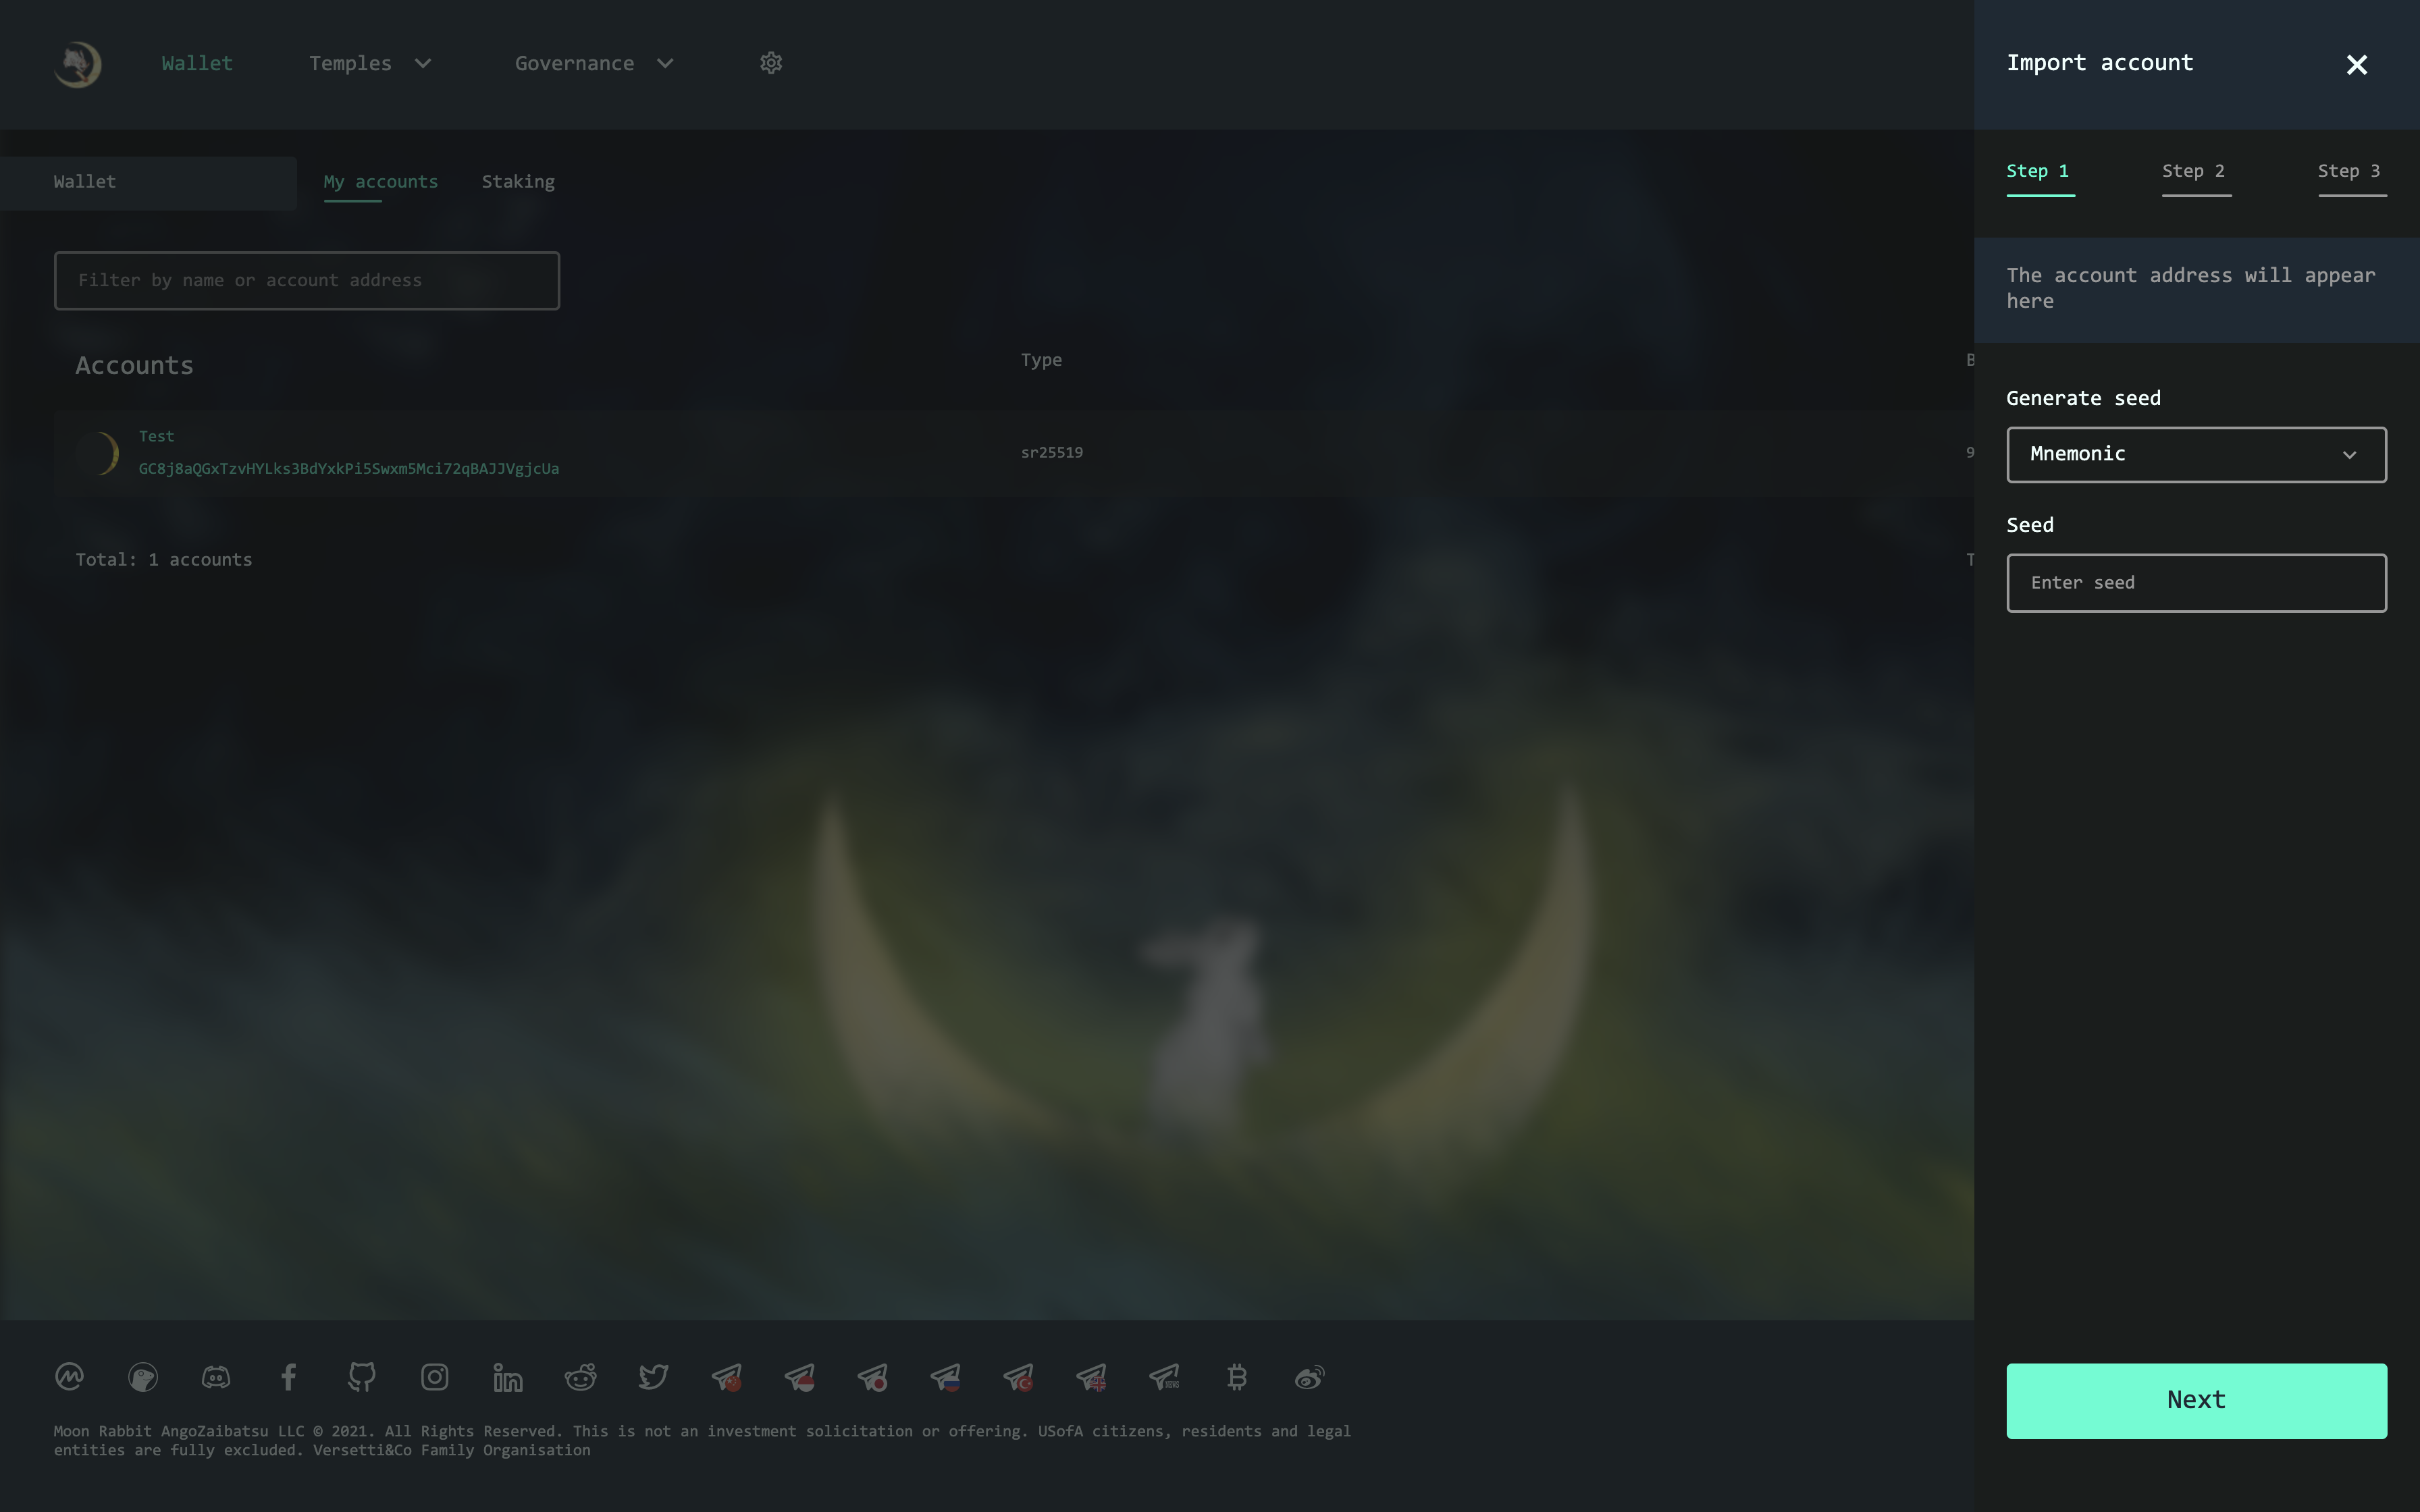 Wallet
Temples
Governance
Import account
Wallet
My accounts
Staking
Step 1
Step 2
Step 3
Filter by name or account address
The account address will appear
here
Accounts
Type
B
Generate seed
Test
GC8j8aQGxTzvHYLks3BdYxkPi5Swxm5Mci72qBAJJVgjcUa
sr25519
9
Mnemonic
Seed
Total: 1 accounts
T
Enter seed
Next
Moon Rabbit AngoZaibatsu LLC © 2021. All Rights Reserved. This is not an investment solicitation or offering. USofA citizens, residents and legal
entities are fully excluded. Versetti&Co Family Organisation